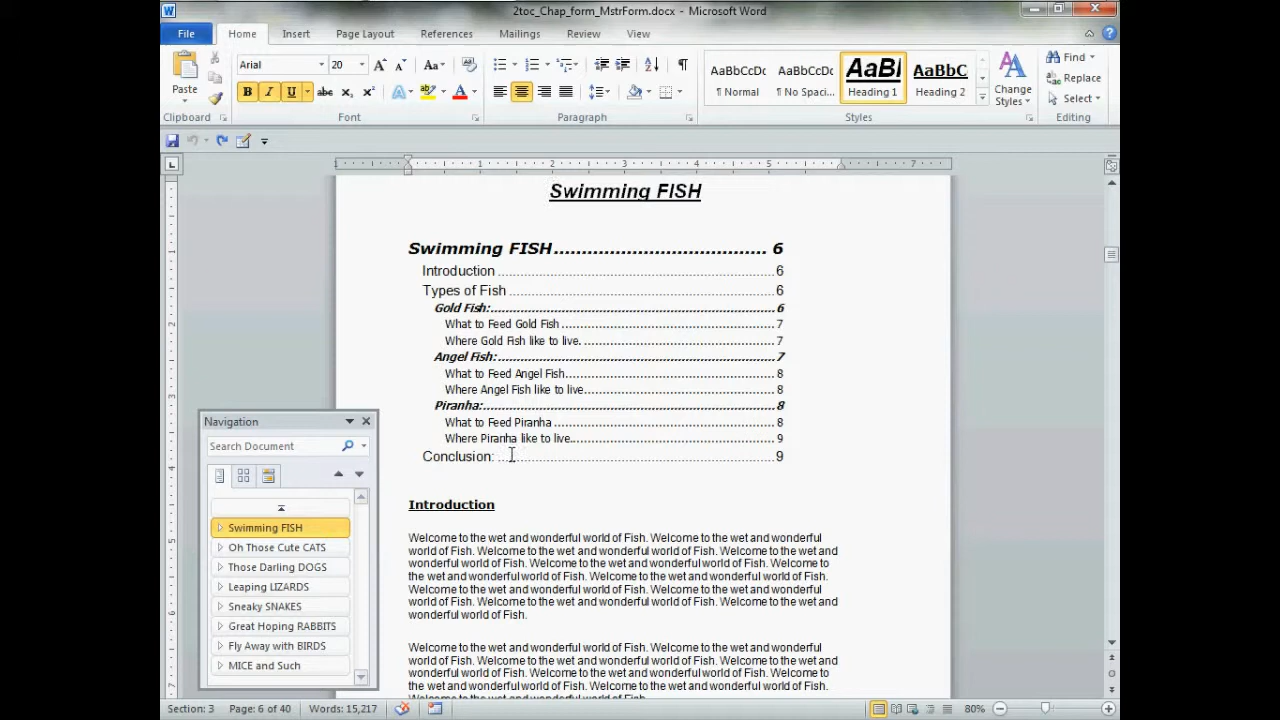 2toc_Chap_form_MstrForm.docx - Microsoft Word
File Home Insert Page Layout References Mailings Review View
Arial 20 Aa Find
Paste B I U abc x₂ x² A ab A AaBbCcDc AaBbCcDc AaBl AaBbC Change Styles Replace
¶ Normal ¶ No Spaci... Heading 1 Heading 2 Select
Clipboard Font Paragraph Styles Editing
L 1 1 2 3 4 5 7
Swimming FISH
Swimming FISH....................................... 6
Introduction ........................................ 6
Types of Fish ....................................... 6
Gold Fish:........................................... 6
What to Feed Gold Fish .............................. 7
Where Gold Fish like to live. ....................... 7
Angel Fish:.......................................... 7
What to Feed Angel Fish.............................. 8
Where Angel Fish like to live........................ 8
Piranha:............................................. 8
What to Feed Piranha ................................ 8
Where Piranha like to live........................... 9
Conclusion: ......................................... 9
Introduction
Welcome to the wet and wonderful world of Fish. Welcome to the wet and wonderful
world of Fish. Welcome to the wet and wonderful world of Fish. Welcome to the wet and
wonderful world of Fish. Welcome to the wet and wonderful world of Fish. Welcome to
the wet and wonderful world of Fish. Welcome to the wet and wonderful world of Fish.
Welcome to the wet and wonderful world of Fish. Welcome to the wet and wonderful
world of Fish. Welcome to the wet and wonderful world of Fish. Welcome to the wet and
wonderful world of Fish.
Welcome to the wet and wonderful world of Fish. Welcome to the wet and wonderful
world of Fish. Welcome to the wet and wonderful world of Fish. Welcome to the wet and
wonderful world of Fish. Welcome to the wet and wonderful world of Fish. Welcome to
the wet and wonderful world of Fish. Welcome to the wet and wonderful world of Fish.
Navigation
Search Document
Swimming FISH
Oh Those Cute CATS
Those Darling DOGS
Leaping LIZARDS
Sneaky SNAKES
Great Hoping RABBITS
Fly Away with BIRDS
MICE and Such
Section: 3 Page: 6 of 40 Words: 15,217 80%